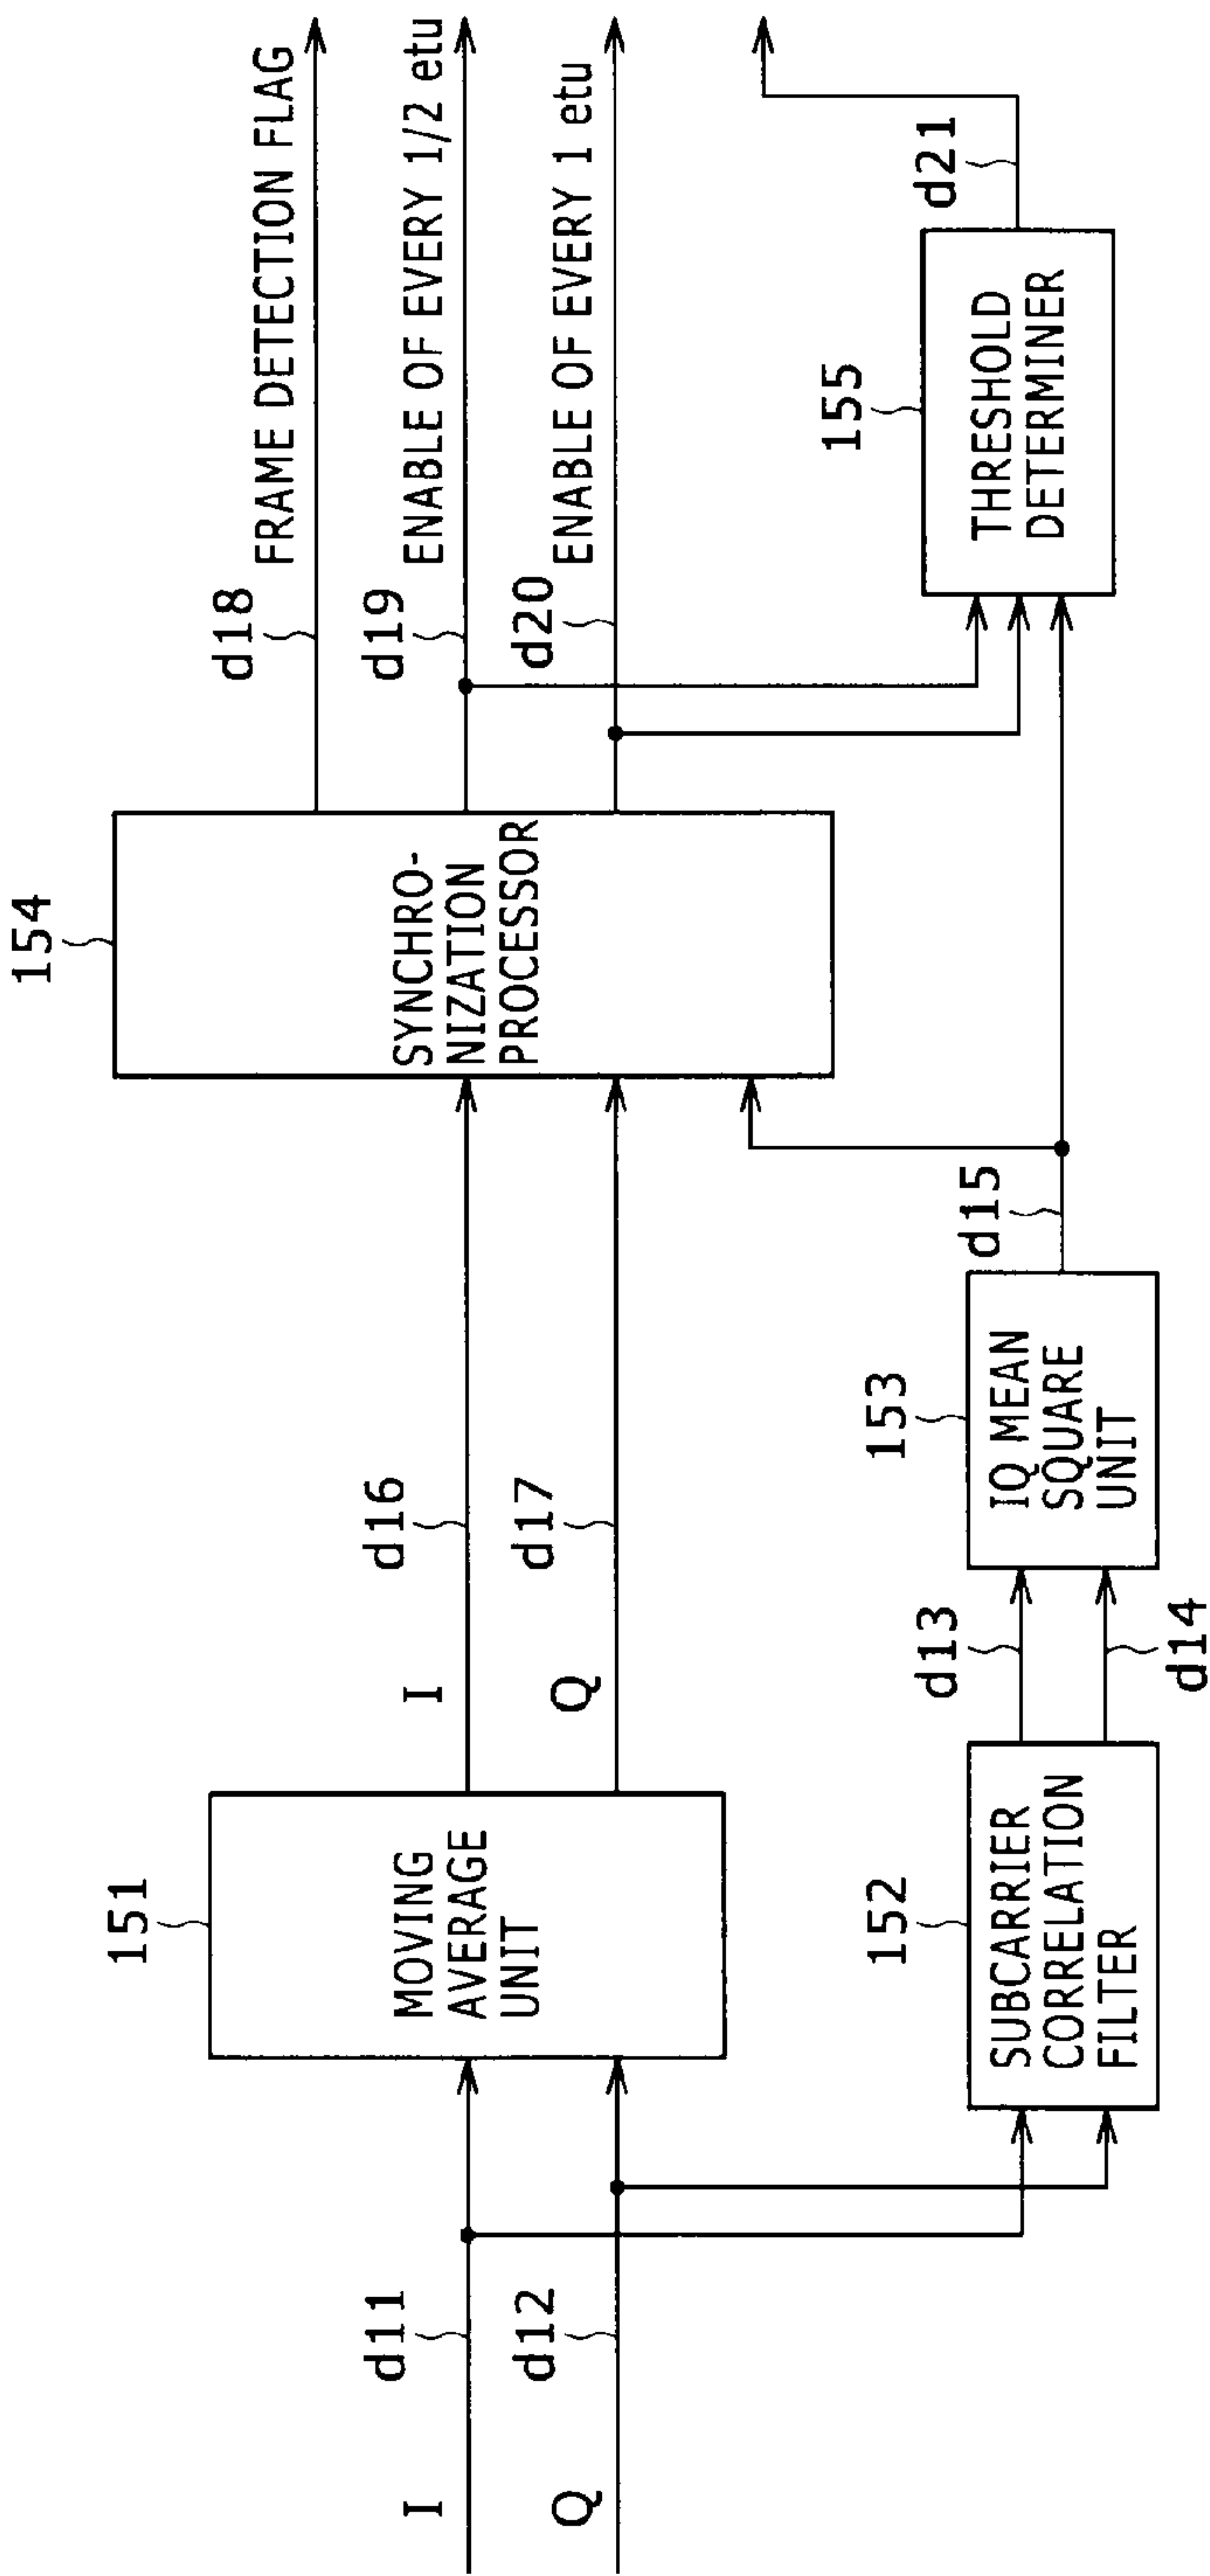 154
d18
FRAME DETECTION FLAG
151
I
d11
MOVING
AVERAGE
UNIT
I
d16
SYNCHRO-
NIZATION
PROCESSOR
d19
ENABLE OF EVERY 1/2 etu
Q
d12
Q
d17
d20
ENABLE OF EVERY 1 etu
152
SUBCARRIER
CORRELATION
FILTER
d13
d14
153
IQ MEAN
SQUARE
UNIT
d15
155
THRESHOLD
DETERMINER
d21